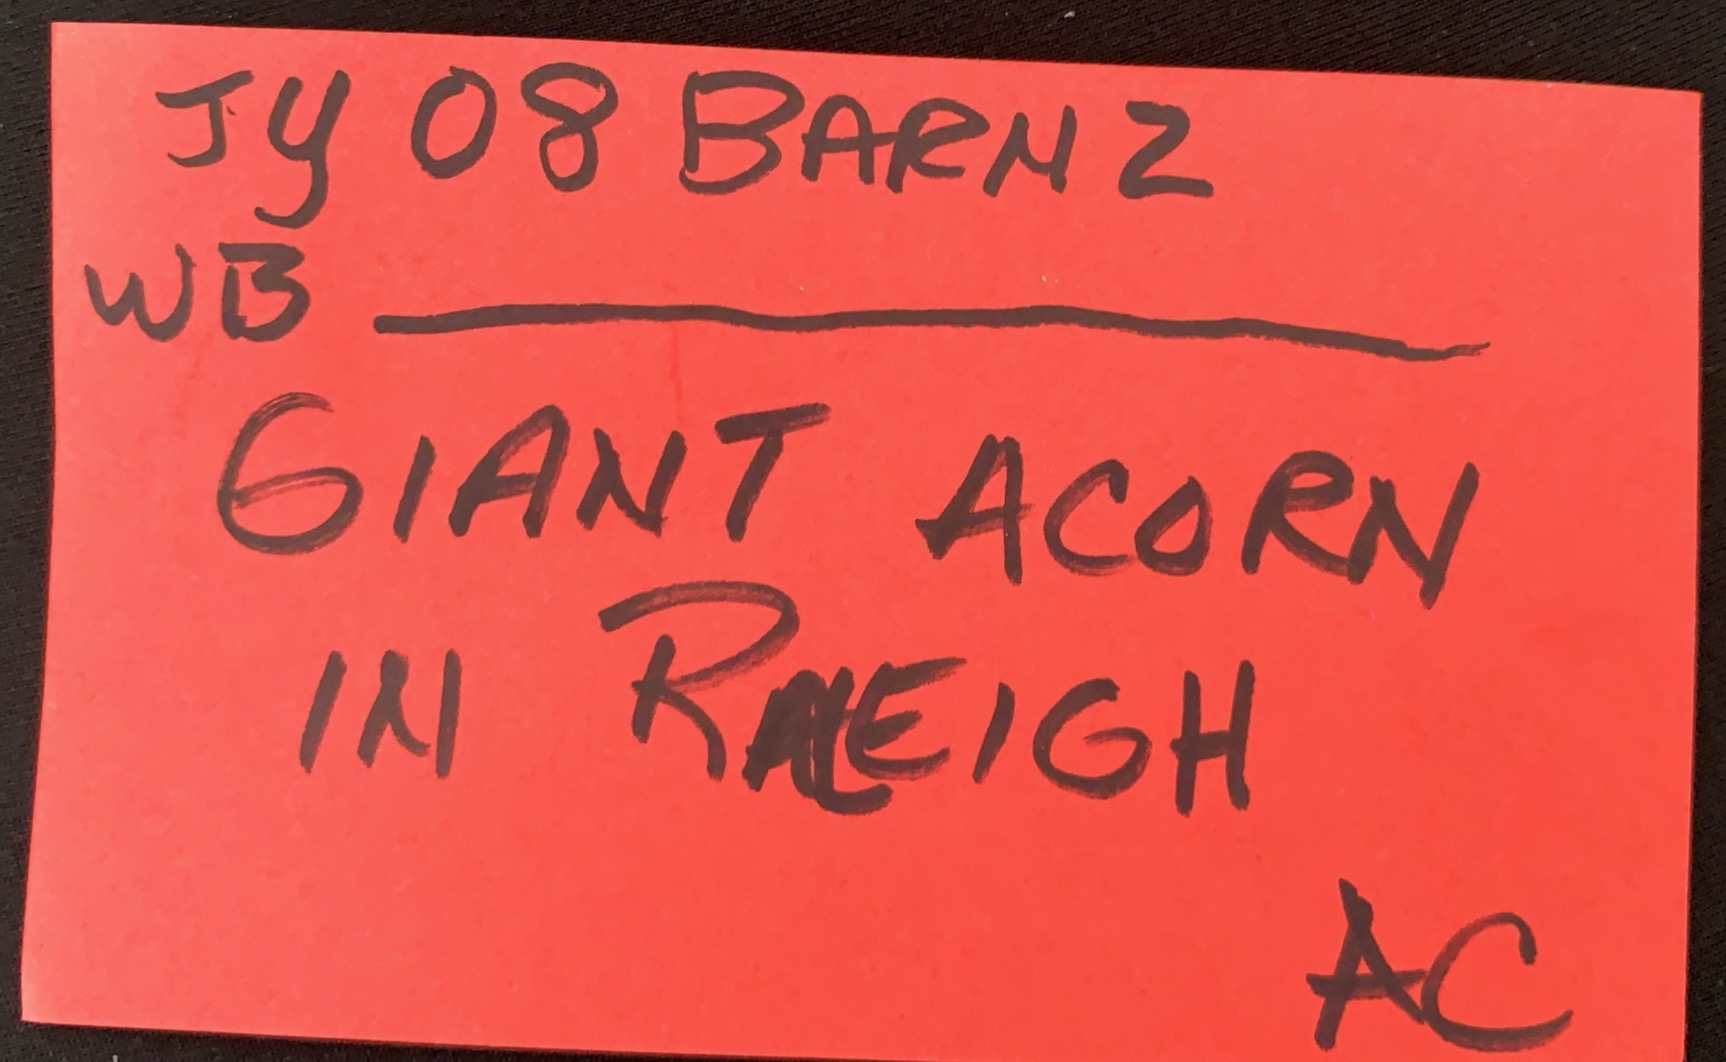 JY 08 BARN 2
WB
GIANT ACORN
IN RALEIGH
AC